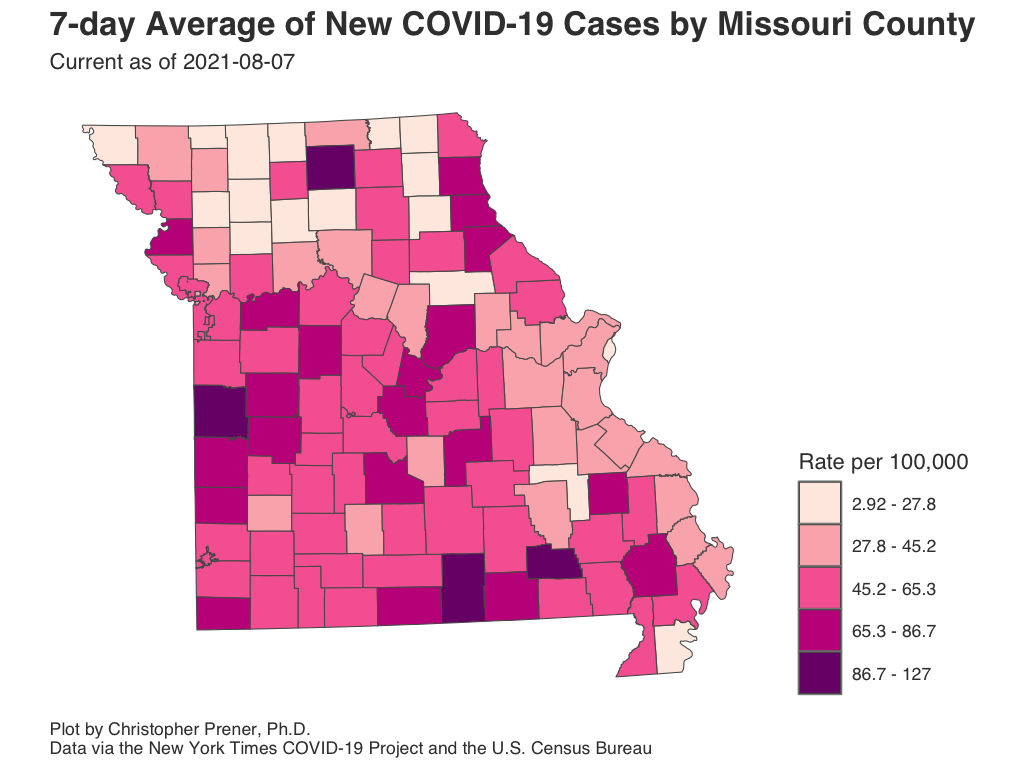 7-day Average of New COVID-19 Cases by Missouri County
Current as of 2021-08-07
Rate per 100,000
2.92 - 27.8
27.8 - 45.2
45.2 - 65.3
65.3 - 86.7
86.7 - 127
Plot by Christopher Prener, Ph.D.
Data via the New York Times COVID-19 Project and the U.S. Census Bureau